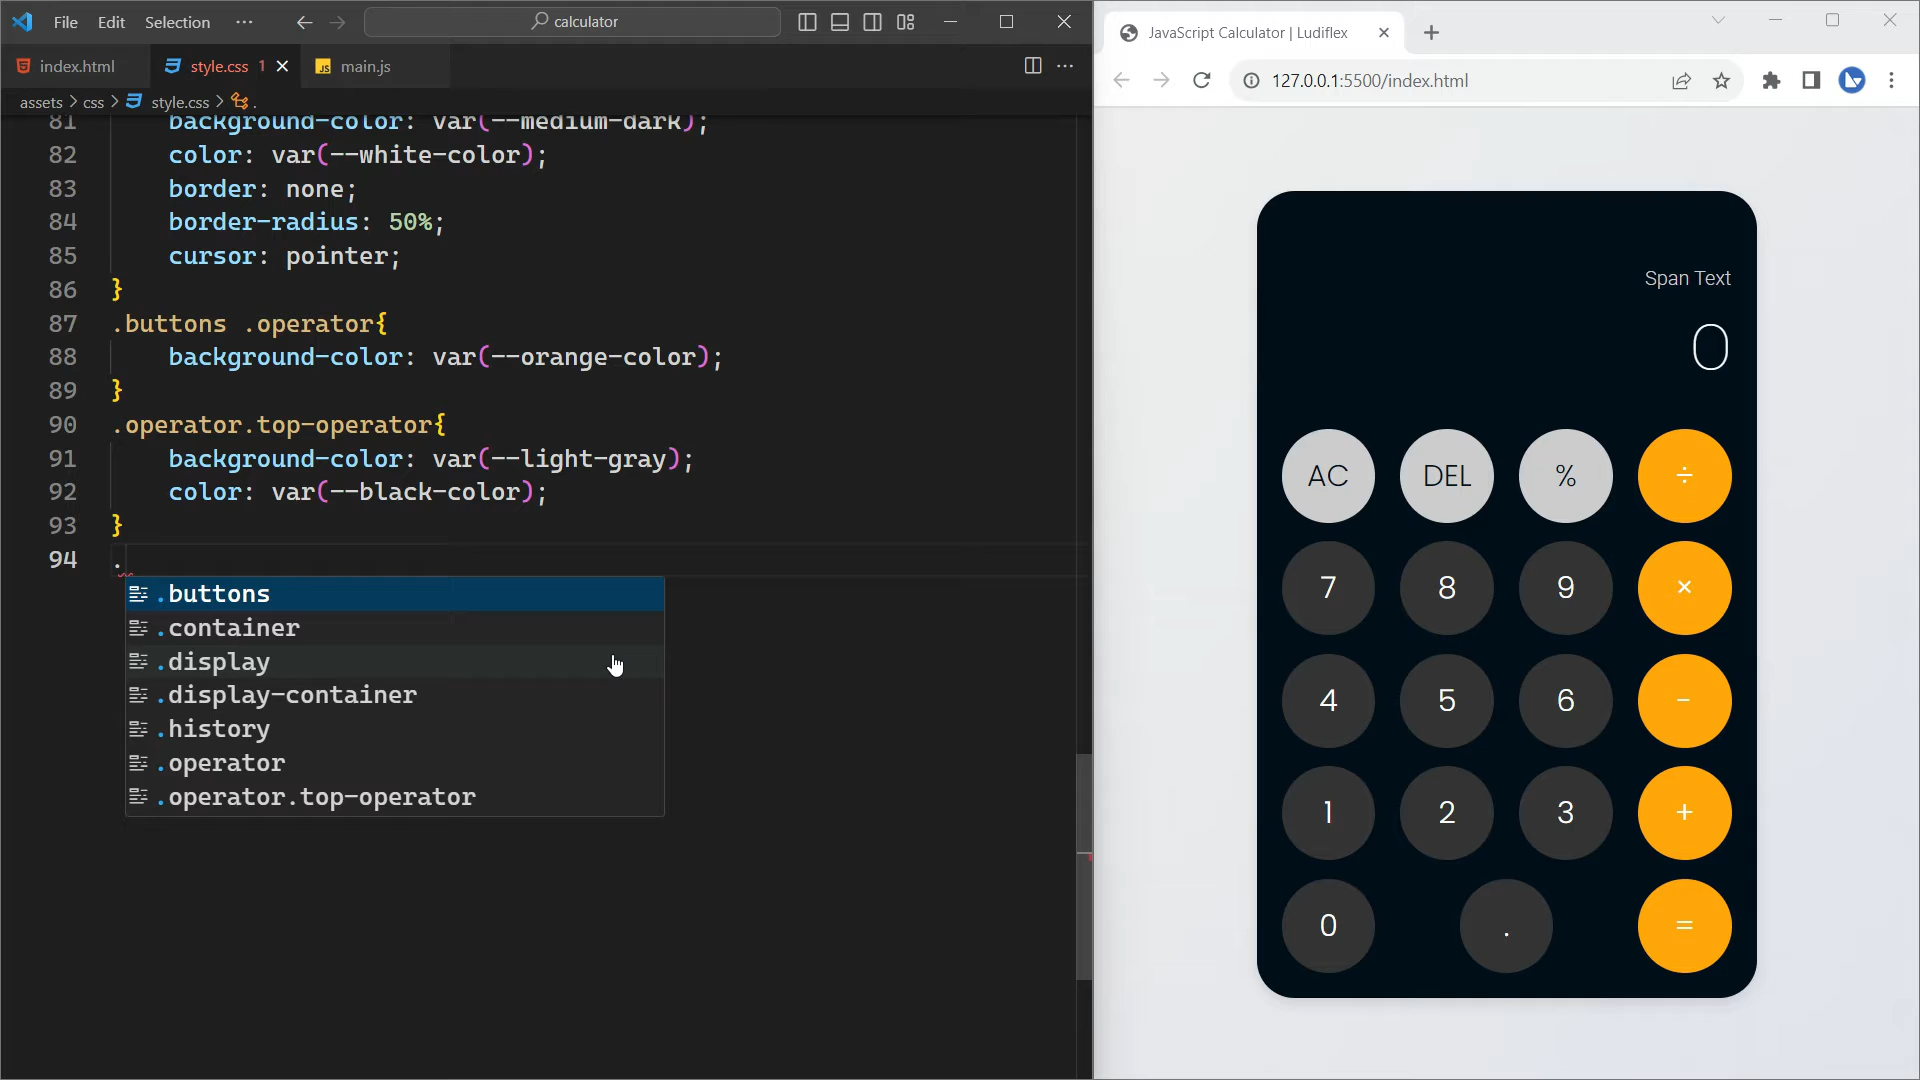 File Edit Selection ··· calculator
index.html style.css 1 main.js
assets > css > style.css > .
81 background-color: var(--medium-dark);
82 color: var(--white-color);
83 border: none;
84 border-radius: 50%;
85 cursor: pointer;
86 }
87 .buttons .operator{
88 background-color: var(--orange-color);
89 }
90 .operator.top-operator{
91 background-color: var(--light-gray);
92 color: var(--black-color);
93 }
94 .
.buttons
.container
.display
.display-container
.history
.operator
.operator.top-operator
JavaScript Calculator | Ludiflex
127.0.0.1:5500/index.html
Span Text
0
AC DEL % ÷
7 8 9 ×
4 5 6 -
1 2 3 +
0 . =